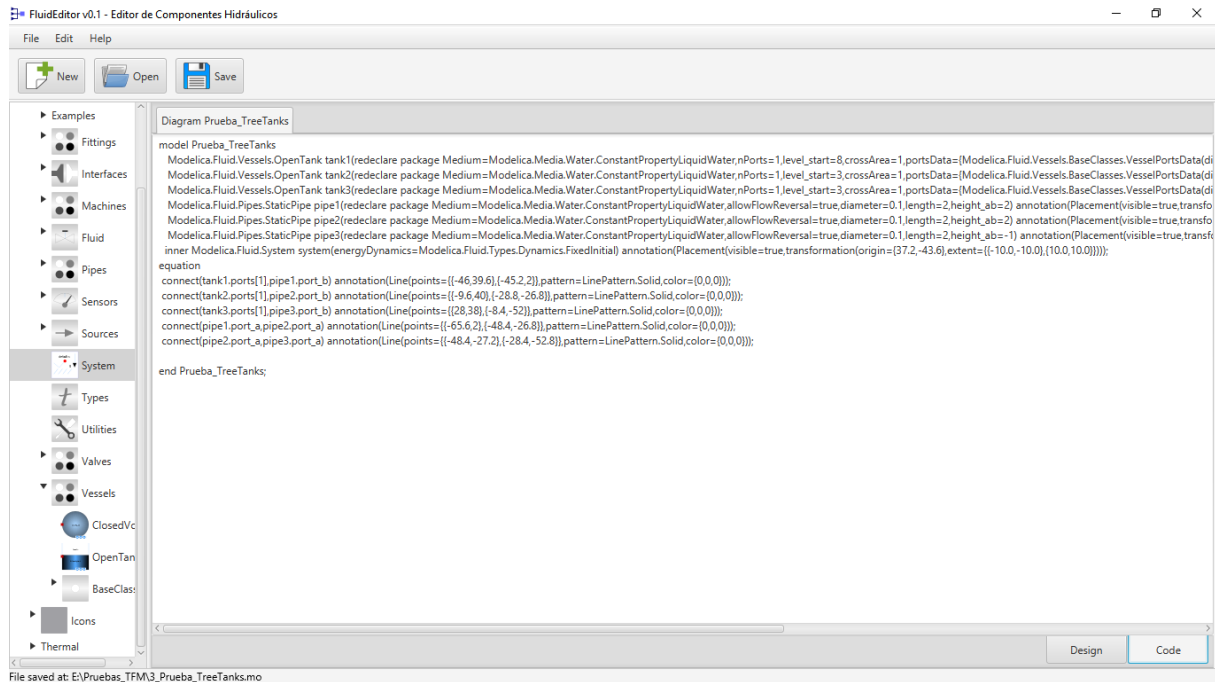 FluidEditor v0.1 - Editor de Componentes Hidráulicos
File Edit Help
New Open Save
Examples
Fittings
Interfaces
Machines
Fluid
Pipes
Sensors
Sources
System
Types
Utilities
Valves
Vessels
ClosedVo
OpenTan
BaseClas
Icons
Thermal
Diagram Prueba_TreeTanks
model Prueba_TreeTanks
Modelica.Fluid.Vessels.OpenTank tank1(redeclare package Medium=Modelica.Media.Water.ConstantPropertyLiquidWater,nPorts=1,level_start=8,crossArea=1,portsData={Modelica.Fluid.Vessels.BaseClasses.VesselPortsData(di
Modelica.Fluid.Vessels.OpenTank tank2(redeclare package Medium=Modelica.Media.Water.ConstantPropertyLiquidWater,nPorts=1,level_start=3,crossArea=1,portsData={Modelica.Fluid.Vessels.BaseClasses.VesselPortsData(di
Modelica.Fluid.Vessels.OpenTank tank3(redeclare package Medium=Modelica.Media.Water.ConstantPropertyLiquidWater,nPorts=1,level_start=3,crossArea=1,portsData={Modelica.Fluid.Vessels.BaseClasses.VesselPortsData(di
Modelica.Fluid.Pipes.StaticPipe pipe1(redeclare package Medium=Modelica.Media.Water.ConstantPropertyLiquidWater,allowFlowReversal=true,diameter=0.1,length=2,height_ab=2) annotation(Placement(visible=true,transfo
Modelica.Fluid.Pipes.StaticPipe pipe2(redeclare package Medium=Modelica.Media.Water.ConstantPropertyLiquidWater,allowFlowReversal=true,diameter=0.1,length=2,height_ab=2) annotation(Placement(visible=true,transfo
Modelica.Fluid.Pipes.StaticPipe pipe3(redeclare package Medium=Modelica.Media.Water.ConstantPropertyLiquidWater,allowFlowReversal=true,diameter=0.1,length=2,height_ab=-1) annotation(Placement(visible=true,transf
inner Modelica.Fluid.System system(energyDynamics=Modelica.Fluid.Types.Dynamics.FixedInitial) annotation(Placement(visible=true,transformation(origin={37.2,-43.6},extent={{-10.0,-10.0},{10.0,10.0}})));
equation
connect(tank1.ports[1],pipe1.port_b) annotation(Line(points={{-46,39.6},{-45.2,2}},pattern=LinePattern.Solid,color={0,0,0}));
connect(tank2.ports[1],pipe2.port_b) annotation(Line(points={{-9.6,40},{-28.8,-26.8}},pattern=LinePattern.Solid,color={0,0,0}));
connect(tank3.ports[1],pipe3.port_b) annotation(Line(points={{28,38},{-8.4,-52}},pattern=LinePattern.Solid,color={0,0,0}));
connect(pipe1.port_a,pipe2.port_a) annotation(Line(points={{-65.6,2},{-48.4,-26.8}},pattern=LinePattern.Solid,color={0,0,0}));
connect(pipe2.port_a,pipe3.port_a) annotation(Line(points={{-48.4,-27.2},{-28.4,-52.8}},pattern=LinePattern.Solid,color={0,0,0}));
end Prueba_TreeTanks;
Design Code
File saved at: E:\Pruebas_TFM\3_Prueba_TreeTanks.mo